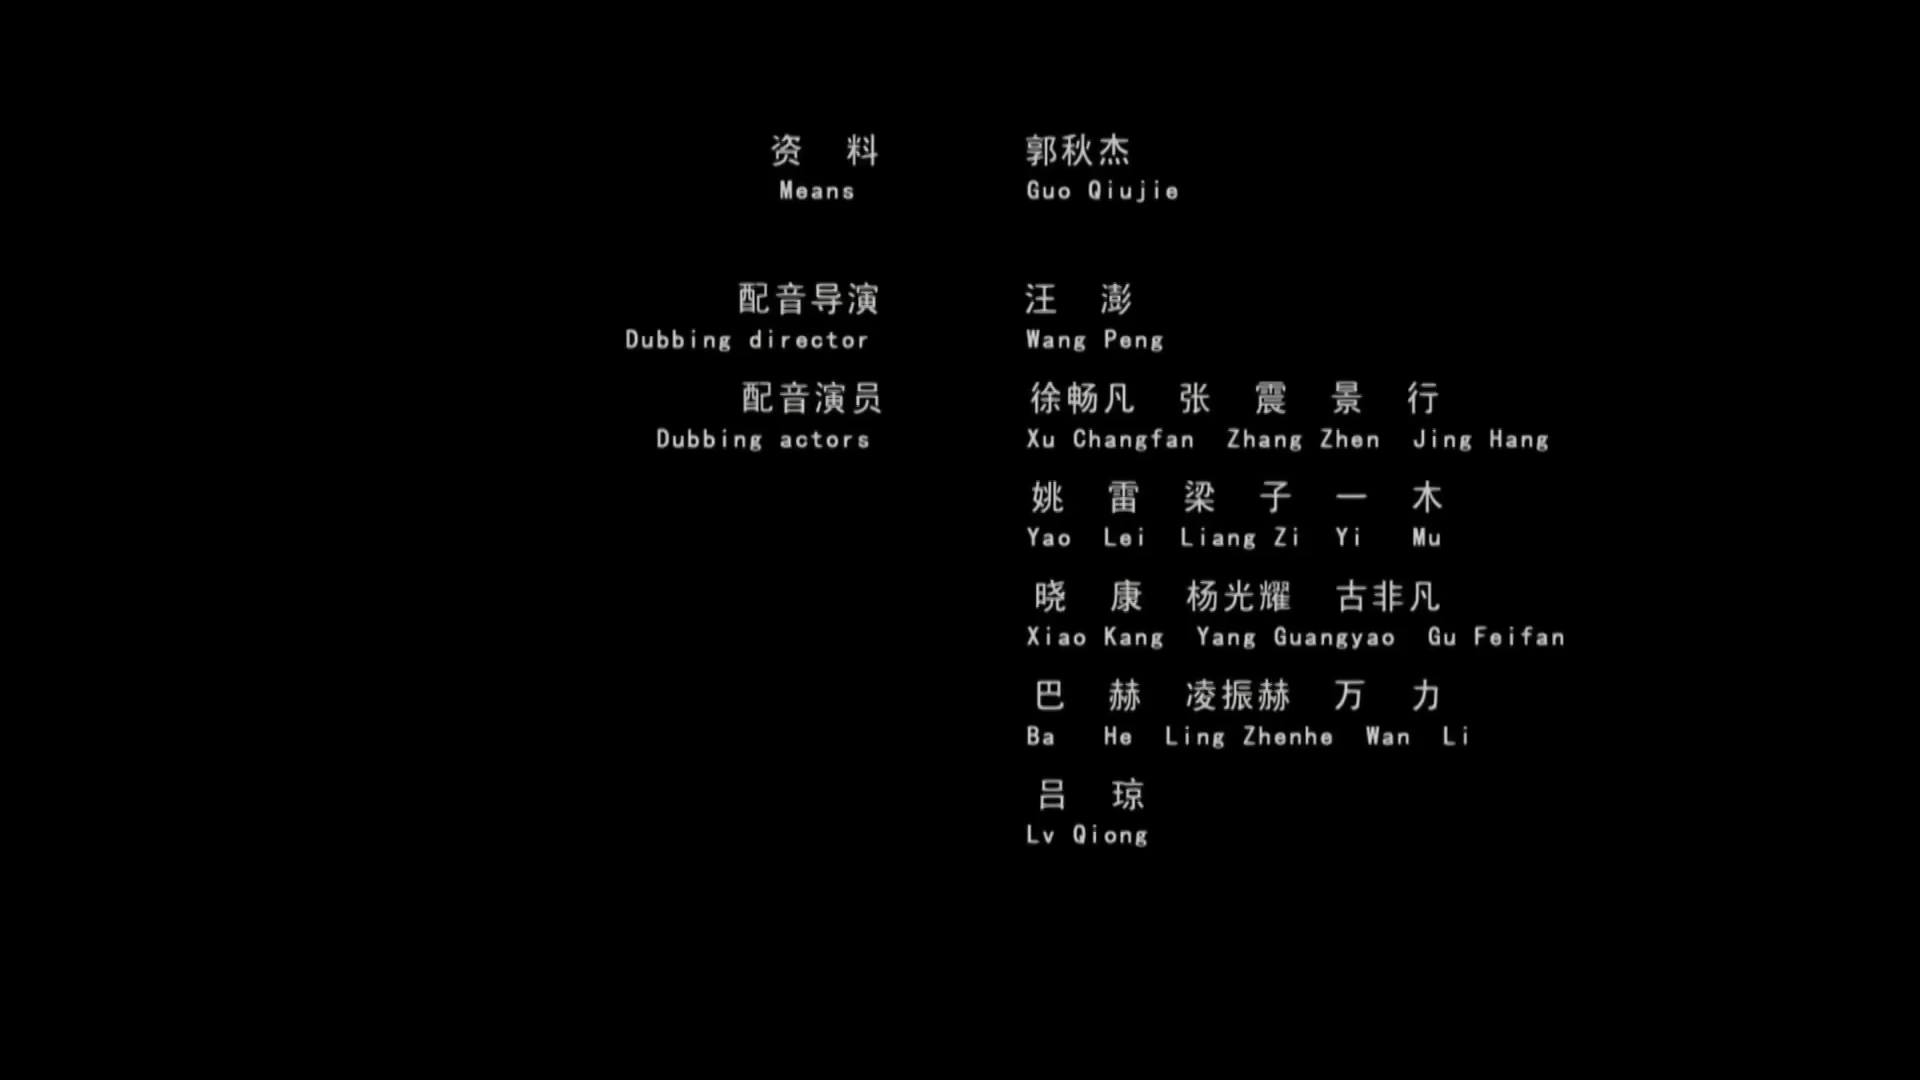 资 料 郭秋杰
Means Guo Qiujie
配音导演 汪 澎
Dubbing director Wang Peng
配音演员 徐畅凡 张 震 景 行
Dubbing actors Xu Changfan Zhang Zhen Jing Hang
姚 雷 梁 子 一 木
Yao Lei Liang Zi Yi Mu
晓 康 杨光耀 古非凡
Xiao Kang Yang Guangyao Gu Feifan
巴 赫 凌振赫 万 力
Ba He Ling Zhenhe Wan Li
吕 琼
Lv Qiong